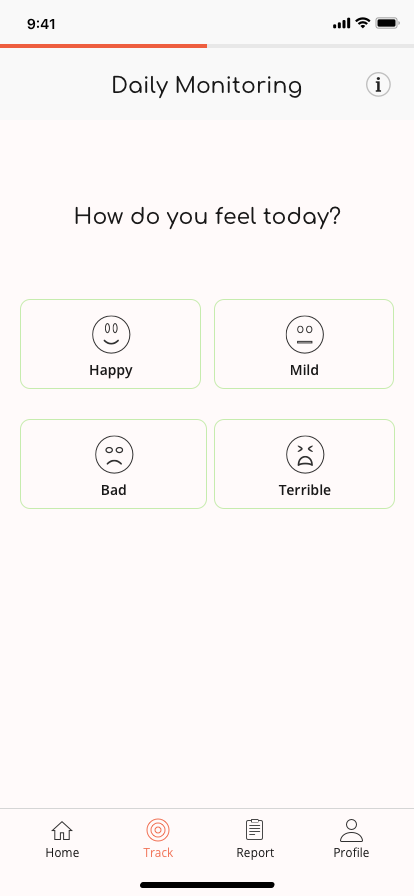 9:41
Daily Monitoring
i
How do you feel today?
Happy
Mild
Bad
Terrible
Home
Track
Report
Profile